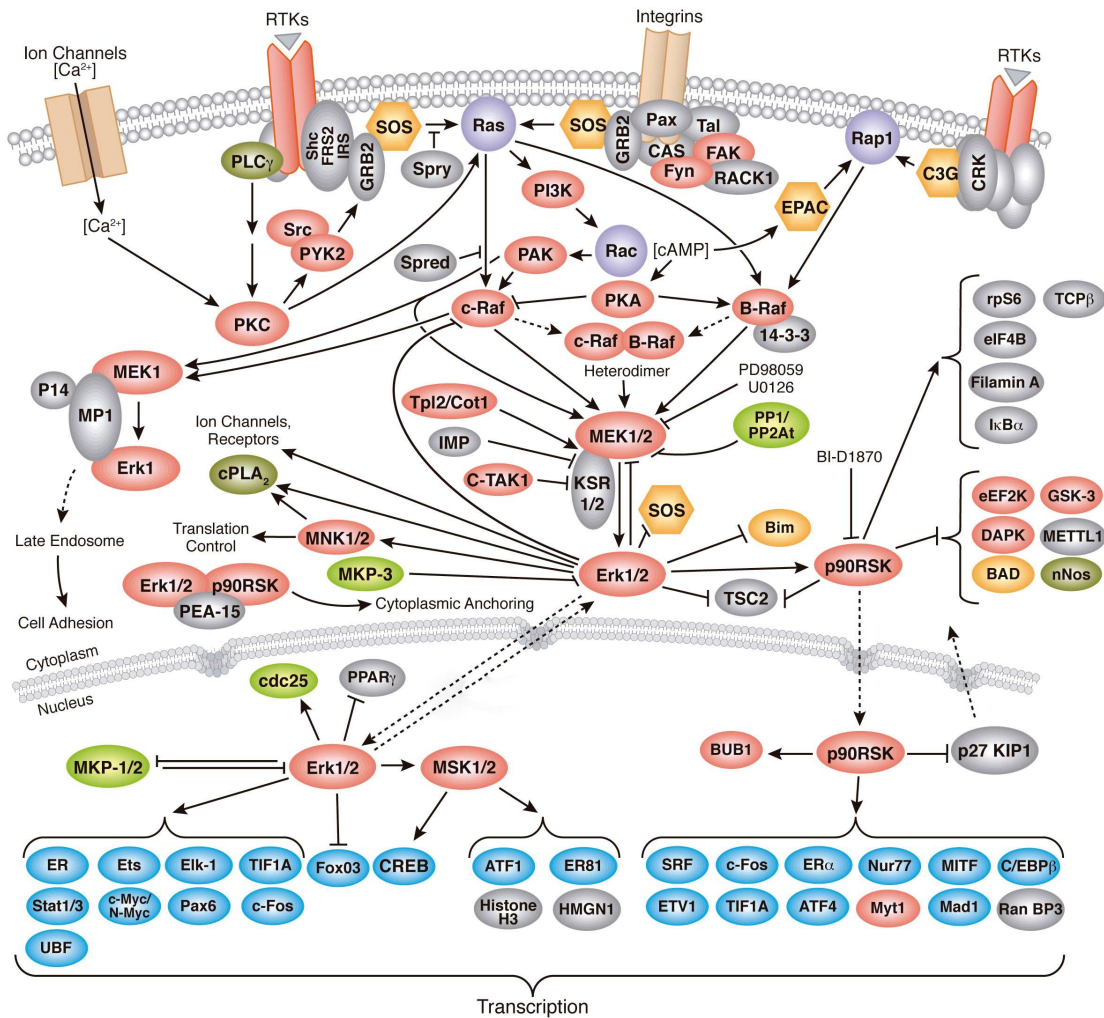 RTKs
Integrins
Ion Channels
[Ca²⁺]
RTKs
SOS
Ras
SOS
Pax
Tal
Rap1
Shc
FRS2
IRS
GRB2
GRB2
CAS
FAK
PLCγ
Spry
Fyn
RACK1
C3G
CRK
PI3K
EPAC
[Ca²⁺]
Src
PYK2
Spred
PAK
Rac
[cAMP]
PKC
c-Raf
PKA
B-Raf
14-3-3
c-Raf
B-Raf
Heterodimer
rpS6
TCPβ
eIF4B
Filamin A
IκBα
MEK1
P14
MP1
Erk1
PD98059
U0126
Tpl2/Cot1
MEK1/2
PP1/
PP2At
IMP
C-TAK1
KSR
1/2
Ion Channels,
Receptors
cPLA₂
BI-D1870
SOS
Bim
eEF2K
GSK-3
DAPK
METTL1
BAD
nNos
Late Endosome
Translation
Control
MNK1/2
MKP-3
Erk1/2
p90RSK
TSC2
Erk1/2
p90RSK
PEA-15
Cytoplasmic Anchoring
Cell Adhesion
Cytoplasm
Nucleus
cdc25
PPARγ
MKP-1/2
Erk1/2
MSK1/2
BUB1
p90RSK
p27 KIP1
ER
Ets
Elk-1
TIF1A
Fox03
CREB
Stat1/3
c-Myc/
N-Myc
Pax6
c-Fos
UBF
ATF1
ER81
Histone
H3
HMGN1
SRF
c-Fos
ERα
Nur77
MITF
C/EBPβ
ETV1
TIF1A
ATF4
Myt1
Mad1
Ran BP3
Transcription